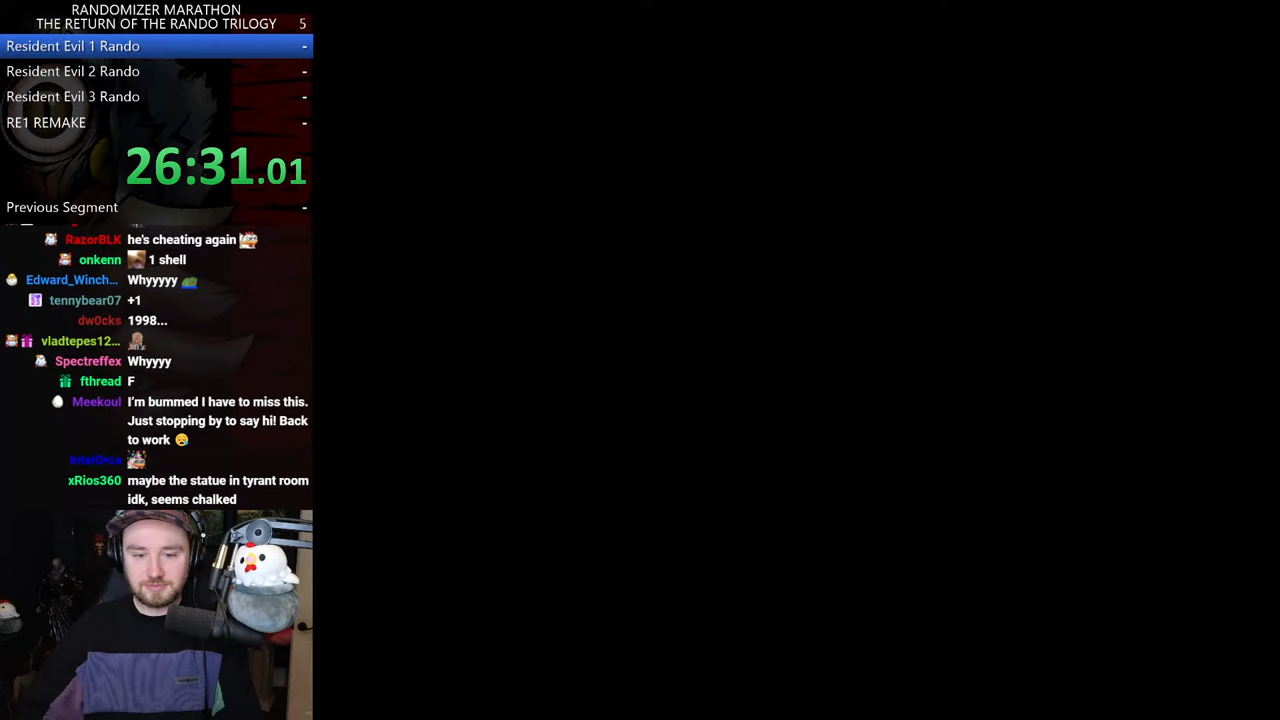 RANDOMIZER MARATHON
THE RETURN OF THE RANDO TRILOGY 5
Resident Evil 1 Rando -
Resident Evil 2 Rando -
Resident Evil 3 Rando -
RE1 REMAKE -
26:31.01
Previous Segment -
RazorBLK he's cheating again
onkenn 1 shell
Edward_Winch... Whyyyyy
tennybear07 +1
dw0cks 1998...
vladtepes12...
Spectreffex Whyyyy
fthread F
Meekoul I'm bummed I have to miss this.
Just stopping by to say hi! Back
to work
IntelOrca
xRios360 maybe the statue in tyrant room
idk, seems chalked